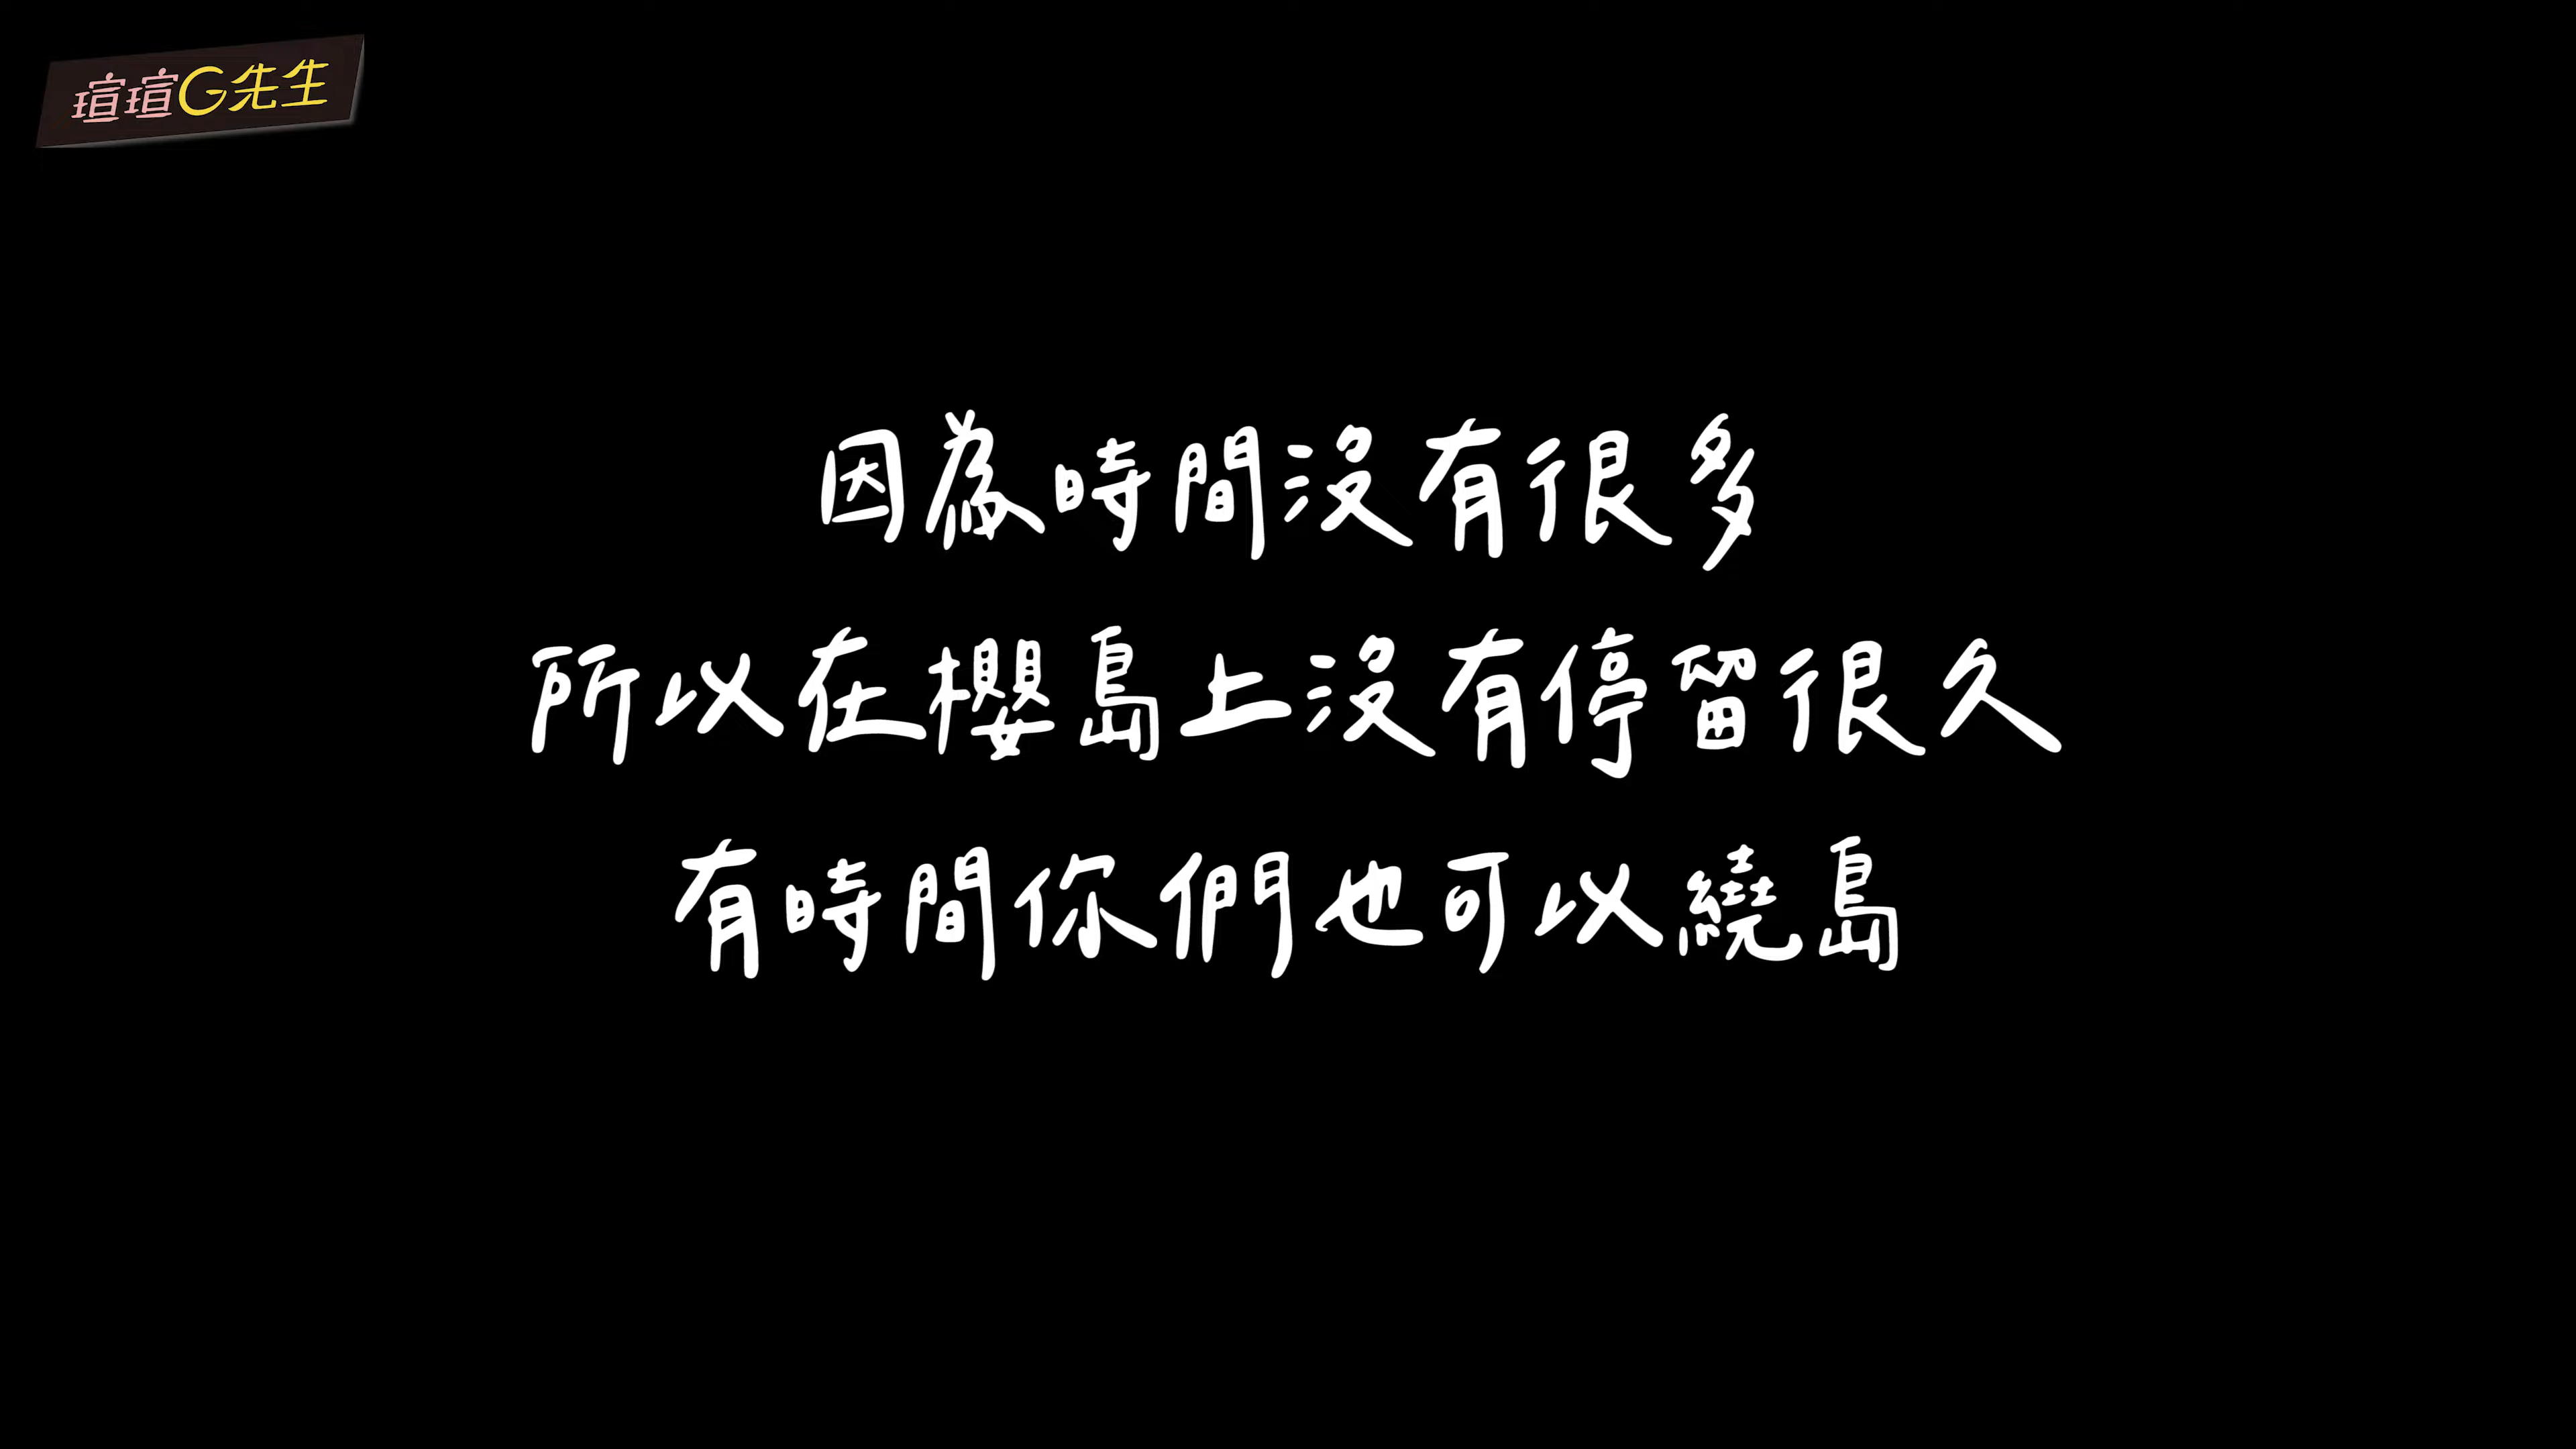 瑄瑄G先生
因為時間沒有很多
所以在櫻島上沒有停留很久
有時間你們也可以繞島